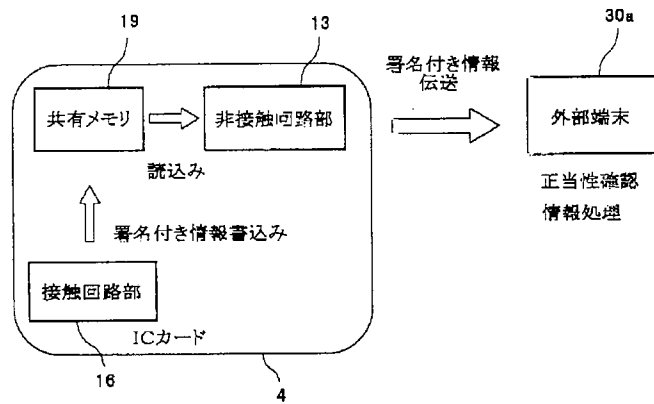 19
13
30a
共有メモリ
非接触回路部
読込み
署名付き情報
伝送
外部端末
正当性確認
情報処理
署名付き情報書込み
接触回路部
ICカード
16
4